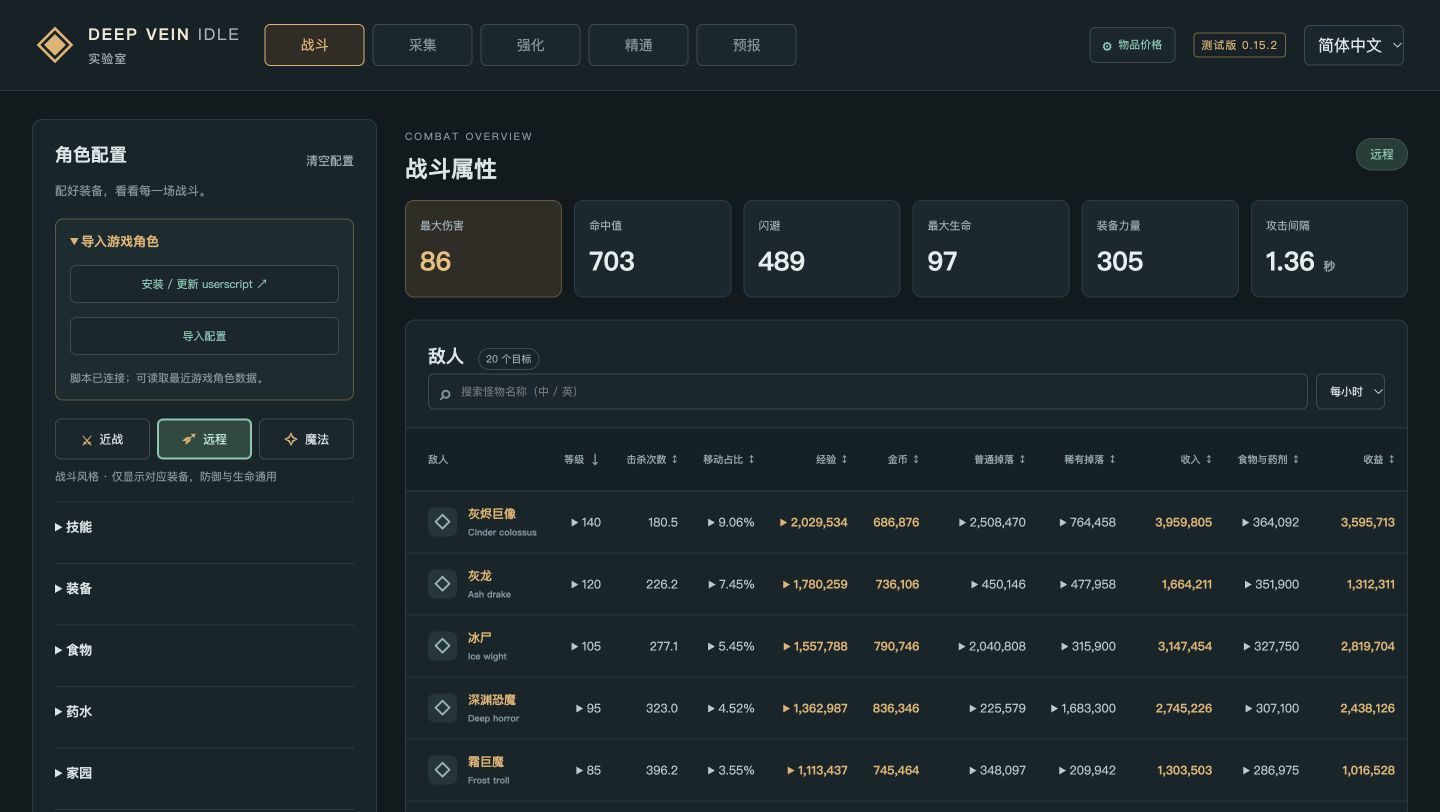 DEEP VEIN IDLE
实验室
战斗
采集
强化
精通
预报
物品价格
测试版 0.15.2
简体中文
角色配置
清空配置
配好装备，看看每一场战斗。
▼导入游戏角色
安装 / 更新 userscript ↗
导入配置
脚本已连接；可读取最近游戏角色数据。
近战
远程
魔法
战斗风格 · 仅显示对应装备，防御与生命通用
▶ 技能
▶ 装备
▶ 食物
▶ 药水
▶ 家园
COMBAT OVERVIEW
战斗属性
远程
最大伤害
86
命中值
703
闪避
489
最大生命
97
装备力量
305
攻击间隔
1.36 秒
敌人 20 个目标
搜索怪物名称（中 / 英）
每小时
敌人 等级 ↓ 击杀次数 ↕ 移动占比 ↕ 经验 ↕ 金币 ↕ 普通掉落 ↕ 稀有掉落 ↕ 收入 ↕ 食物与药剂 ↕ 收益 ↕
灰烬巨像 ▶ 140 180.5 ▶ 9.06% ▶ 2,029,534 686,876 ▶ 2,508,470 ▶ 764,458 3,959,805 ▶ 364,092 3,595,713
Cinder colossus
灰龙 ▶ 120 226.2 ▶ 7.45% ▶ 1,780,259 736,106 ▶ 450,146 ▶ 477,958 1,664,211 ▶ 351,900 1,312,311
Ash drake
冰尸 ▶ 105 277.1 ▶ 5.45% ▶ 1,557,788 790,746 ▶ 2,040,808 ▶ 315,900 3,147,454 ▶ 327,750 2,819,704
Ice wight
深渊恐魔 ▶ 95 323.0 ▶ 4.52% ▶ 1,362,987 836,346 ▶ 225,579 ▶ 1,683,300 2,745,226 ▶ 307,100 2,438,126
Deep horror
霜巨魔 ▶ 85 396.2 ▶ 3.55% ▶ 1,113,437 745,464 ▶ 348,097 ▶ 209,942 1,303,503 ▶ 286,975 1,016,528
Frost troll